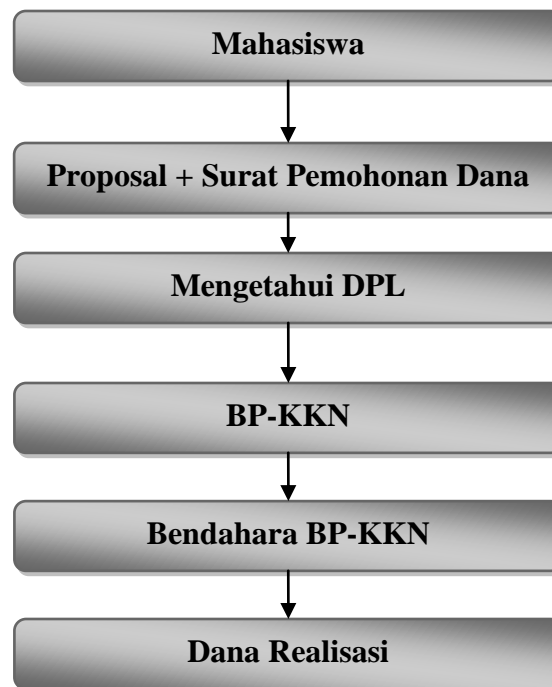 Mahasiswa
Proposal + Surat Pemohonan Dana
Mengetahui DPL
BP-KKN
Bendahara BP-KKN
Dana Realisasi